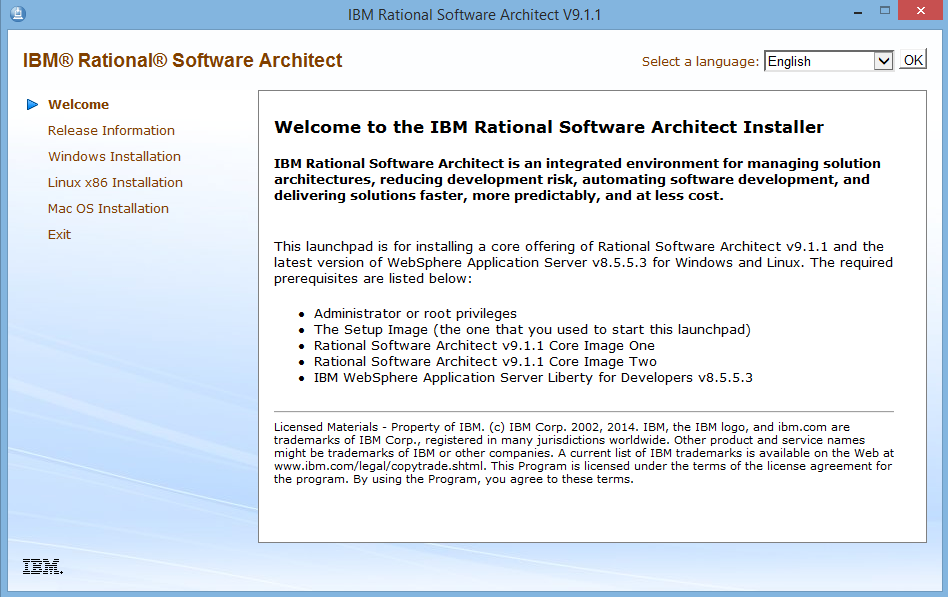 IBM Rational Software Architect V9.1.1
IBM® Rational® Software Architect
Select a language: English OK
Welcome
Release Information
Windows Installation
Linux x86 Installation
Mac OS Installation
Exit
Welcome to the IBM Rational Software Architect Installer
IBM Rational Software Architect is an integrated environment for managing solution
architectures, reducing development risk, automating software development, and
delivering solutions faster, more predictably, and at less cost.
This launchpad is for installing a core offering of Rational Software Architect v9.1.1 and the
latest version of WebSphere Application Server v8.5.5.3 for Windows and Linux. The required
prerequisites are listed below:
• Administrator or root privileges
• The Setup Image (the one that you used to start this launchpad)
• Rational Software Architect v9.1.1 Core Image One
• Rational Software Architect v9.1.1 Core Image Two
• IBM WebSphere Application Server Liberty for Developers v8.5.5.3
Licensed Materials - Property of IBM. (c) IBM Corp. 2002, 2014. IBM, the IBM logo, and ibm.com are
trademarks of IBM Corp., registered in many jurisdictions worldwide. Other product and service names
might be trademarks of IBM or other companies. A current list of IBM trademarks is available on the Web at
www.ibm.com/legal/copytrade.shtml. This Program is licensed under the terms of the license agreement for
the program. By using the Program, you agree to these terms.
IBM.